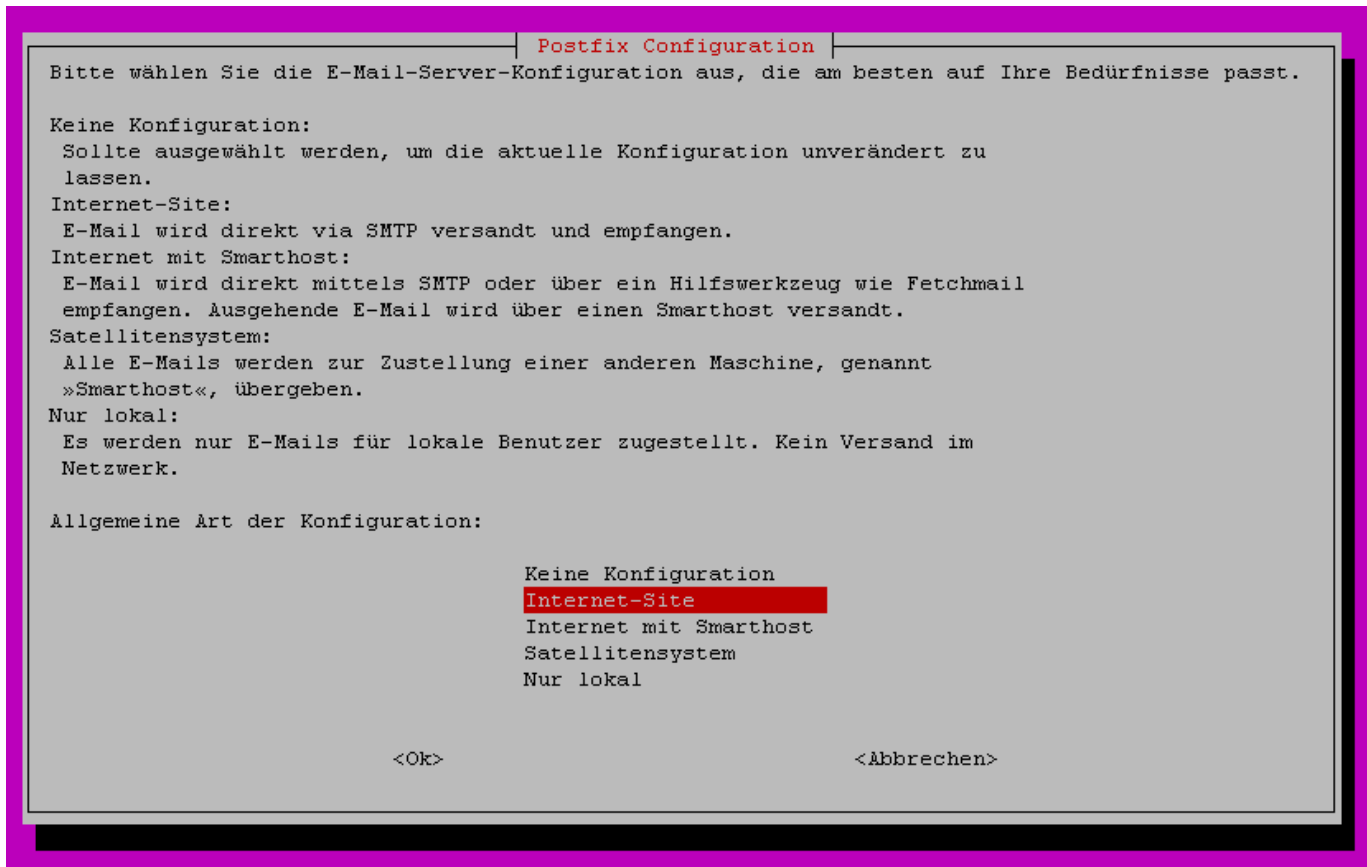 Postfix Configuration
Bitte wählen Sie die E-Mail-Server-Konfiguration aus, die am besten auf Ihre Bedürfnisse passt.
Keine Konfiguration:
Sollte ausgewählt werden, um die aktuelle Konfiguration unverändert zu
lassen.
Internet-Site:
E-Mail wird direkt via SMTP versandt und empfangen.
Internet mit Smarthost:
E-Mail wird direkt mittels SMTP oder über ein Hilfswerkzeug wie Fetchmail
empfangen. Ausgehende E-Mail wird über einen Smarthost versandt.
Satellitensystem:
Alle E-Mails werden zur Zustellung einer anderen Maschine, genannt
»Smarthost«, übergeben.
Nur lokal:
Es werden nur E-Mails für lokale Benutzer zugestellt. Kein Versand im
Netzwerk.
Allgemeine Art der Konfiguration:
Keine Konfiguration
Internet-Site
Internet mit Smarthost
Satellitensystem
Nur lokal
<Ok> <Abbrechen>